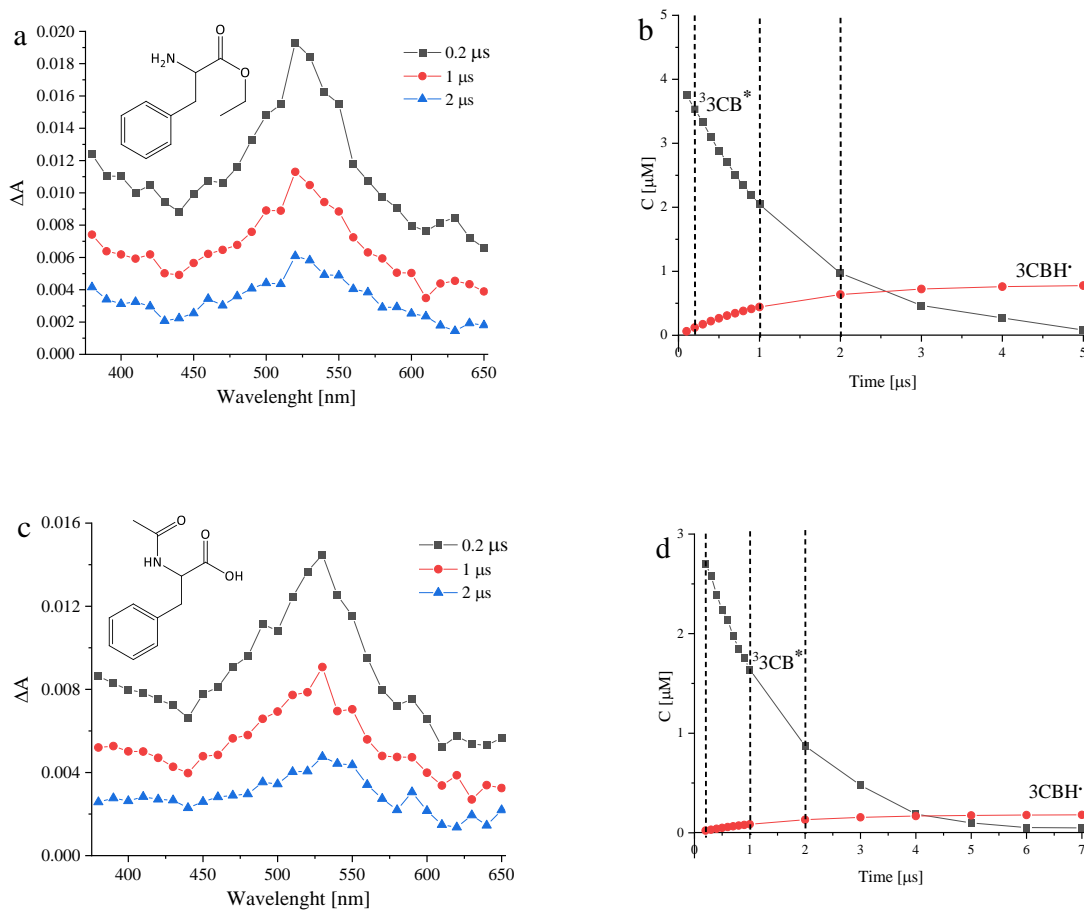 a
0.020
0.018
0.016
0.014
0.012
0.010
0.008
0.006
0.004
0.002
0.000
ΔA
400 450 500 550 600 650
Wavelenght [nm]
H₂N O
O
0.2 μs
1 μs
2 μs
b
5
4
3
2
1
0
C [μM]
³3CB*
3CBH·
0 1 2 3 4 5
Time [μs]
c
0.016
0.012
0.008
0.004
0.000
ΔA
400 450 500 550 600 650
Wavelenght [nm]
O O
HN OH
0.2 μs
1 μs
2 μs
d
3
2
1
0
C [μM]
³3CB*
3CBH·
0 1 2 3 4 5 6 7
Time [μs]